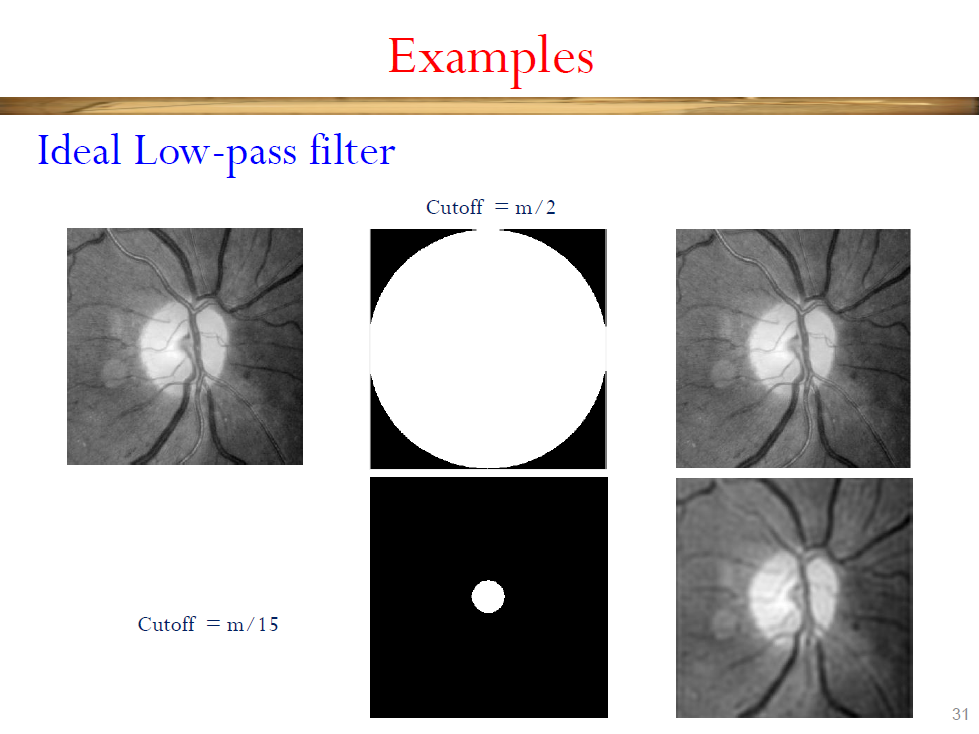 Examples
Ideal Low-pass filter
Cutoff = m/2
Cutoff = m/15
31